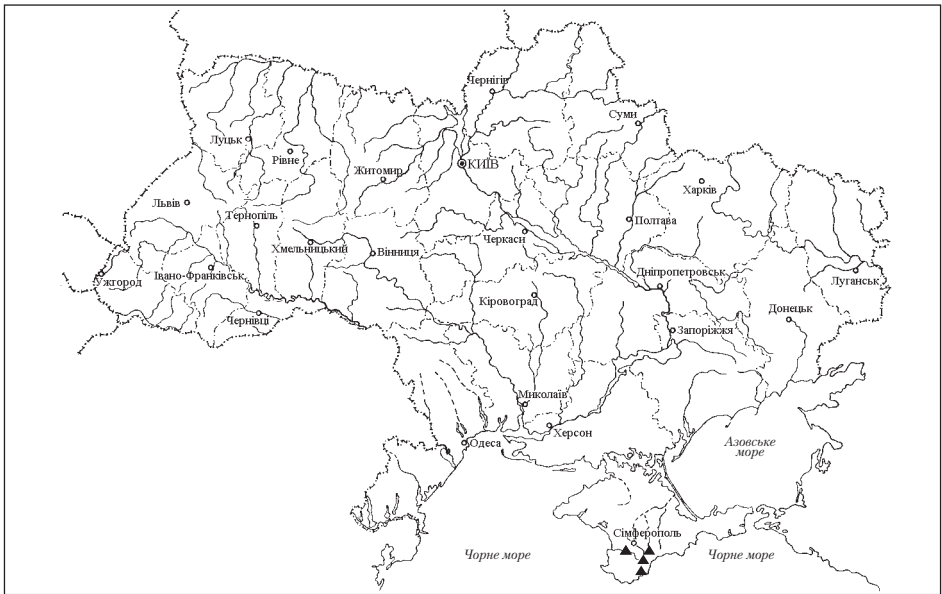 Чернігів
Суми
Луцьк
Рівне
КИЇВ
Житомир
Харків
Львів
Тернопіль
Полтава
Хмельницький
Вінниця
Черкаси
Івано-Франківськ
Ужгород
Дніпропетровськ
Луганськ
Кіровоград
Донецьк
Чернівці
Запоріжжя
Миколаїв
Херсон
Одеса
Азовське
море
Сімферополь
Чорне море
Чорне море